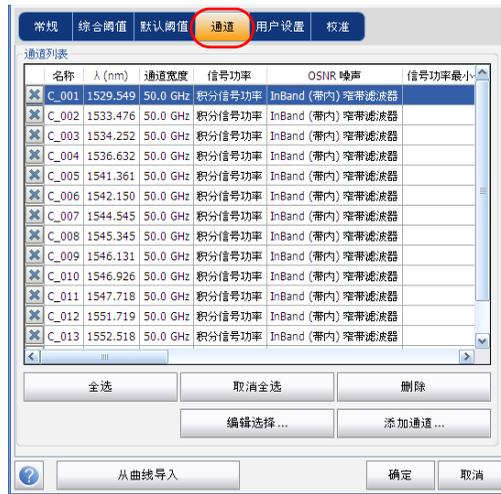 常规 综合阈值 默认阈值 通道 用户设置 校准
通道列表
名称 λ (nm) 通道宽度 信号功率 OSNR 噪声 信号功率最小
C_001 1529.549 50.0 GHz 积分信号功率 InBand (带内) 窄带滤波器
C_002 1533.476 50.0 GHz 积分信号功率 InBand (带内) 窄带滤波器
C_003 1534.252 50.0 GHz 积分信号功率 InBand (带内) 窄带滤波器
C_004 1536.632 50.0 GHz 积分信号功率 InBand (带内) 窄带滤波器
C_005 1541.361 50.0 GHz 积分信号功率 InBand (带内) 窄带滤波器
C_006 1542.150 50.0 GHz 积分信号功率 InBand (带内) 窄带滤波器
C_007 1544.545 50.0 GHz 积分信号功率 InBand (带内) 窄带滤波器
C_008 1545.345 50.0 GHz 积分信号功率 InBand (带内) 窄带滤波器
C_009 1546.131 50.0 GHz 积分信号功率 InBand (带内) 窄带滤波器
C_010 1546.926 50.0 GHz 积分信号功率 InBand (带内) 窄带滤波器
C_011 1547.718 50.0 GHz 积分信号功率 InBand (带内) 窄带滤波器
C_012 1551.719 50.0 GHz 积分信号功率 InBand (带内) 窄带滤波器
C_013 1552.518 50.0 GHz 积分信号功率 InBand (带内) 窄带滤波器
全选 取消全选 删除
编辑选择 ... 添加通道 ...
? 从曲线导入 确定 取消